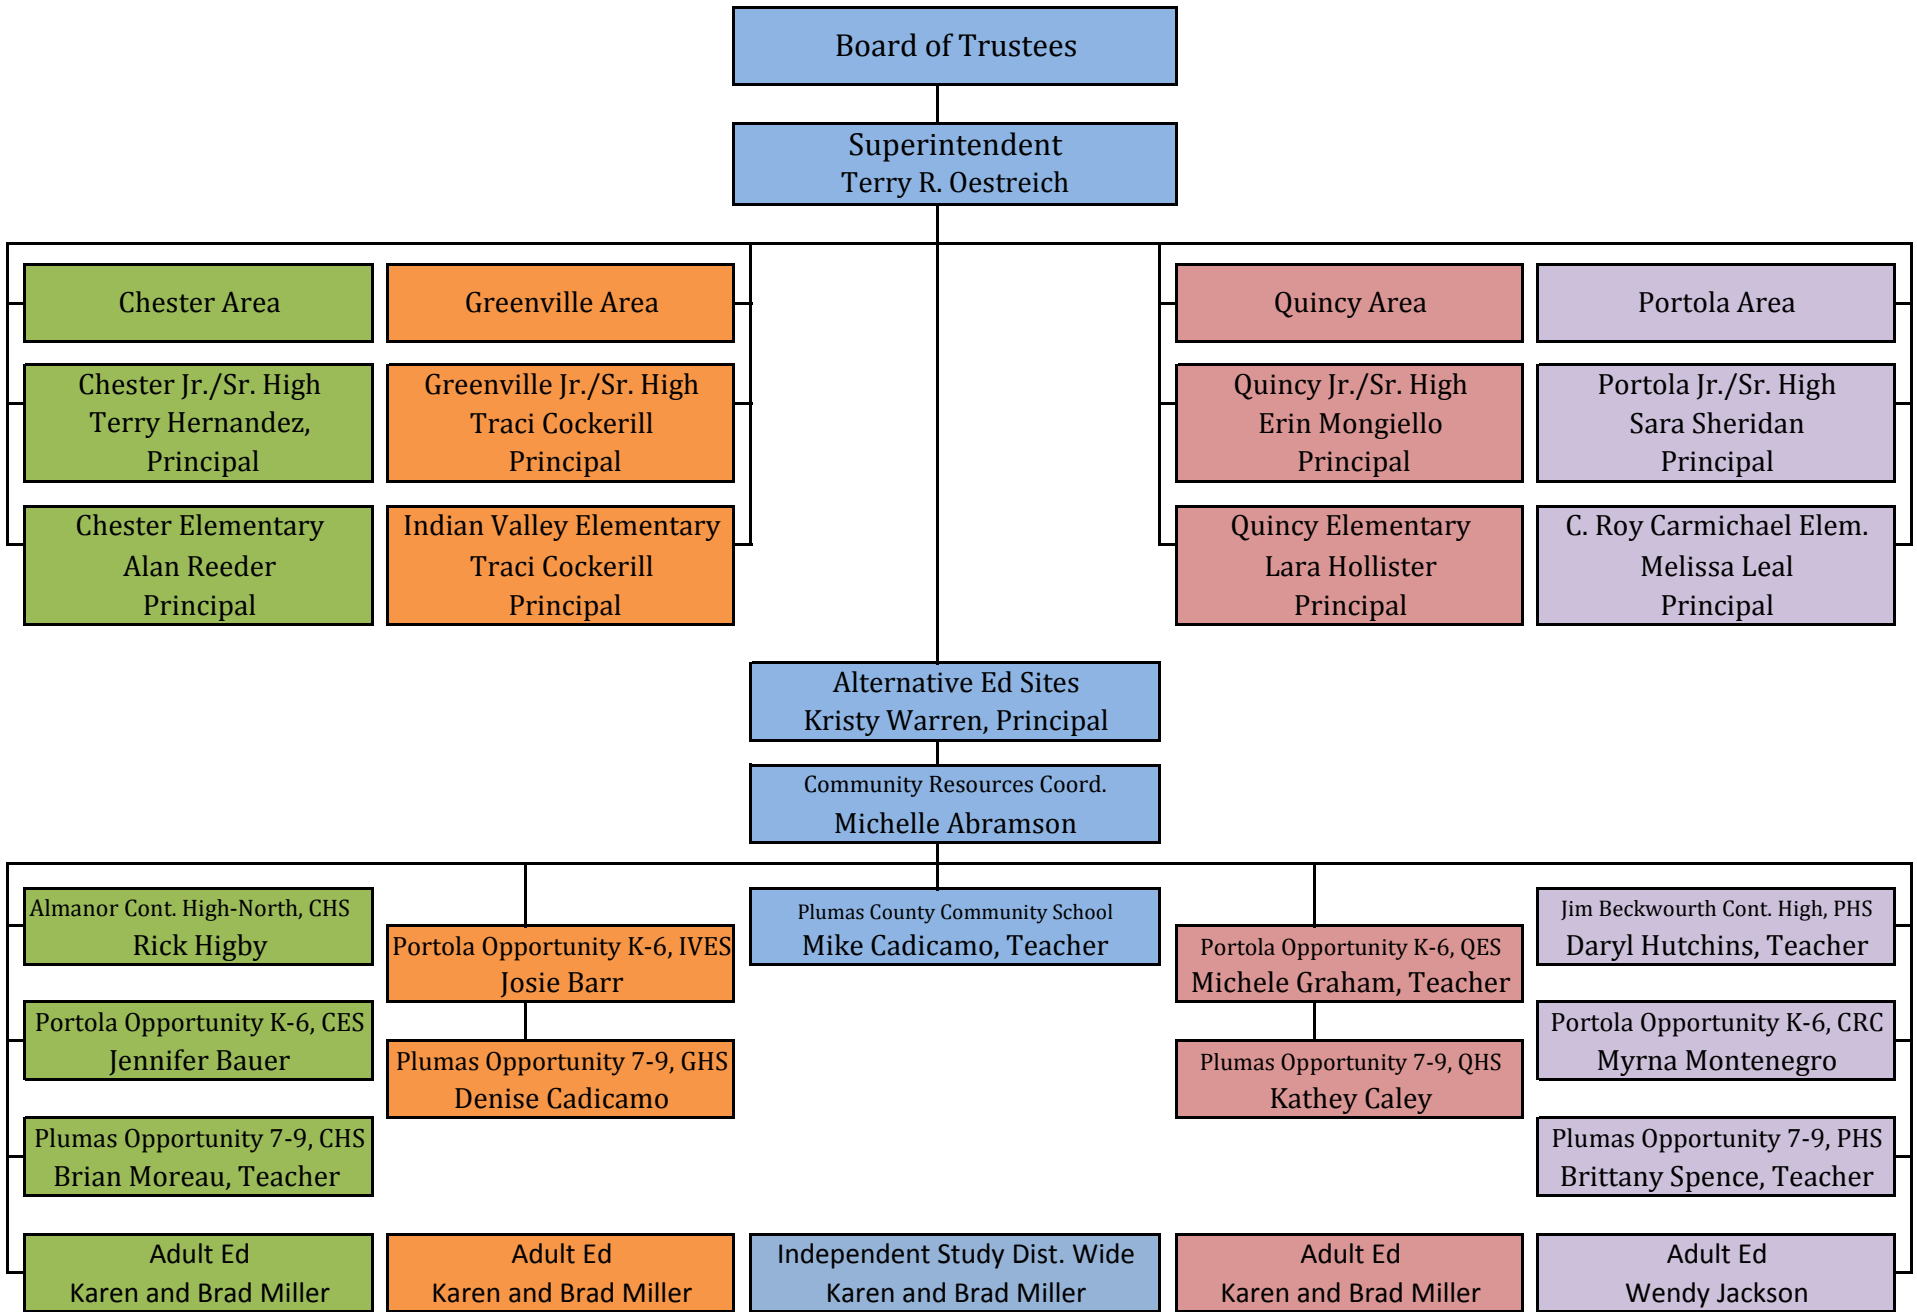 Board of Trustees
Superintendent
Terry R. Oestreich
Chester Area
Greenville Area
Quincy Area
Portola Area
Chester Jr./Sr. High
Terry Hernandez,
Principal
Greenville Jr./Sr. High
Traci Cockerill
Principal
Quincy Jr./Sr. High
Erin Mongiello
Principal
Portola Jr./Sr. High
Sara Sheridan
Principal
Chester Elementary
Alan Reeder
Principal
Indian Valley Elementary
Traci Cockerill
Principal
Quincy Elementary
Lara Hollister
Principal
C. Roy Carmichael Elem.
Melissa Leal
Principal
Alternative Ed Sites
Kristy Warren, Principal
Community Resources Coord.
Michelle Abramson
Almanor Cont. High-North, CHS
Rick Higby
Portola Opportunity K-6, IVES
Josie Barr
Plumas County Community School
Mike Cadicamo, Teacher
Portola Opportunity K-6, QES
Michele Graham, Teacher
Jim Beckwourth Cont. High, PHS
Daryl Hutchins, Teacher
Portola Opportunity K-6, CES
Jennifer Bauer
Plumas Opportunity 7-9, GHS
Denise Cadicamo
Plumas Opportunity 7-9, QHS
Kathey Caley
Portola Opportunity K-6, CRC
Myrna Montenegro
Plumas Opportunity 7-9, CHS
Brian Moreau, Teacher
Plumas Opportunity 7-9, PHS
Brittany Spence, Teacher
Adult Ed
Karen and Brad Miller
Adult Ed
Karen and Brad Miller
Independent Study Dist. Wide
Karen and Brad Miller
Adult Ed
Karen and Brad Miller
Adult Ed
Wendy Jackson